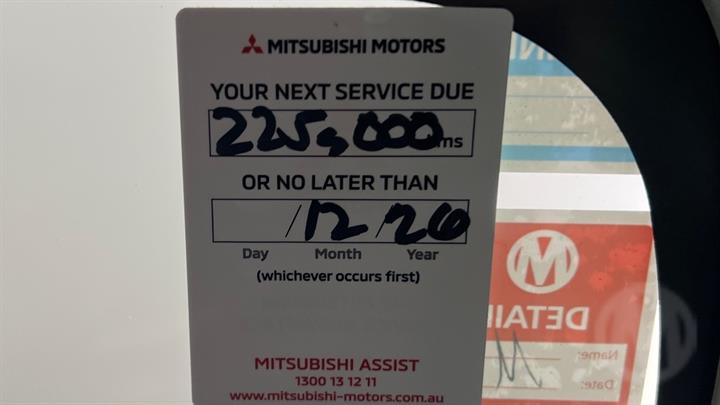 MITSUBISHI MOTORS
YOUR NEXT SERVICE DUE
225,000 kms
OR NO LATER THAN
/12/26
Day Month Year
(whichever occurs first)
MITSUBISHI ASSIST
1300 13 12 11
www.mitsubishi-motors.com.au
M
DETAI
Name:
Date: